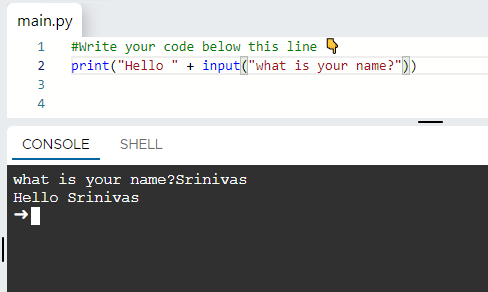 main.py
1 #Write your code below this line 👇
2 print("Hello " + input("what is your name?"))
3
4
CONSOLE SHELL
what is your name?Srinivas
Hello Srinivas
➜